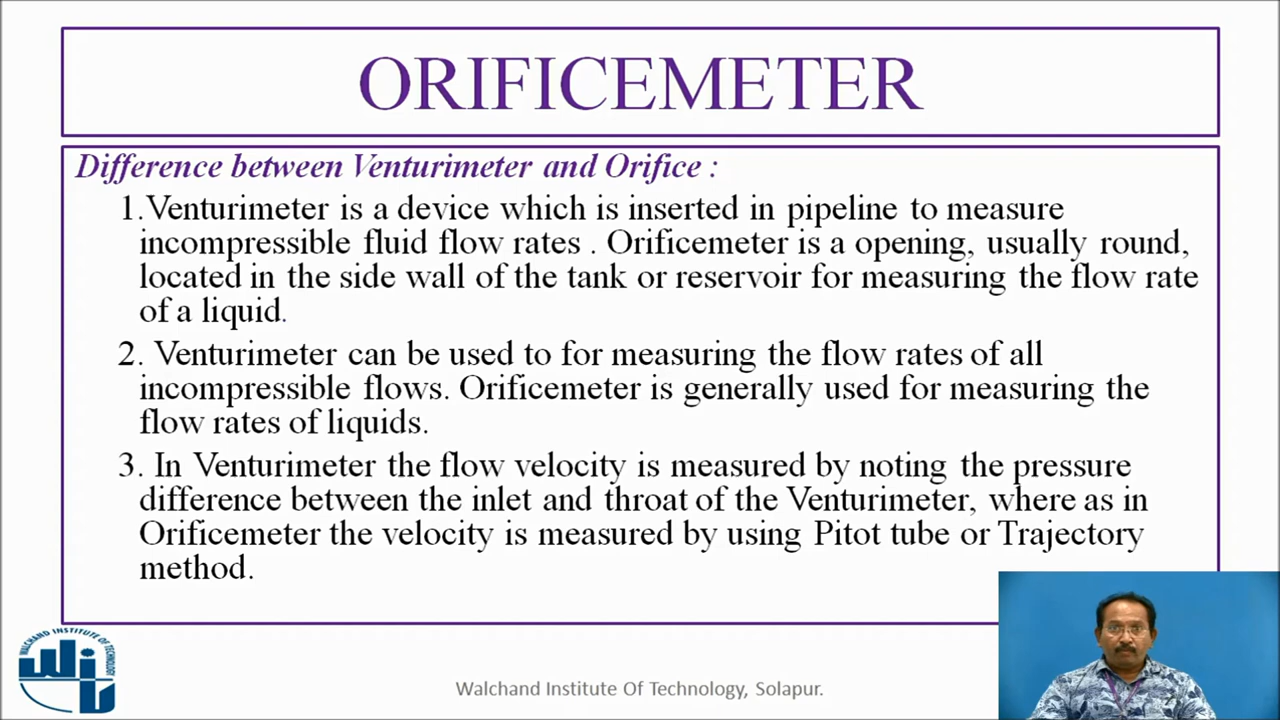 ORIFICEMETER
Difference between Venturimeter and Orifice :
1.Venturimeter is a device which is inserted in pipeline to measure
incompressible fluid flow rates . Orificemeter is a opening, usually round,
located in the side wall of the tank or reservoir for measuring the flow rate
of a liquid.
2. Venturimeter can be used to for measuring the flow rates of all
incompressible flows. Orificemeter is generally used for measuring the
flow rates of liquids.
3. In Venturimeter the flow velocity is measured by noting the pressure
difference between the inlet and throat of the Venturimeter, where as in
Orificemeter the velocity is measured by using Pitot tube or Trajectory
method.
WALCHAND INSTITUTE OF TECHNOLOGY
WIT
Walchand Institute Of Technology, Solapur.